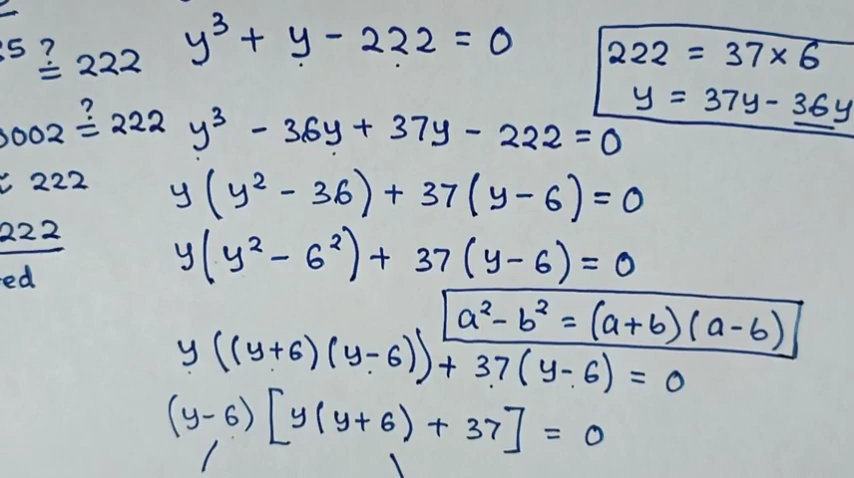 y³ + y - 222 = 0
222 = 37 × 6
y = 37y - 36y
≟ 222
y³ - 36y + 37y - 222 = 0
0002 ≟ 222
y(y² - 36) + 37(y - 6) = 0
222
y(y² - 6²) + 37(y - 6) = 0
222
ed
a² - b² = (a+b)(a-b)
y((y+6)(y-6)) + 37(y-6) = 0
(y-6)[y(y+6) + 37] = 0